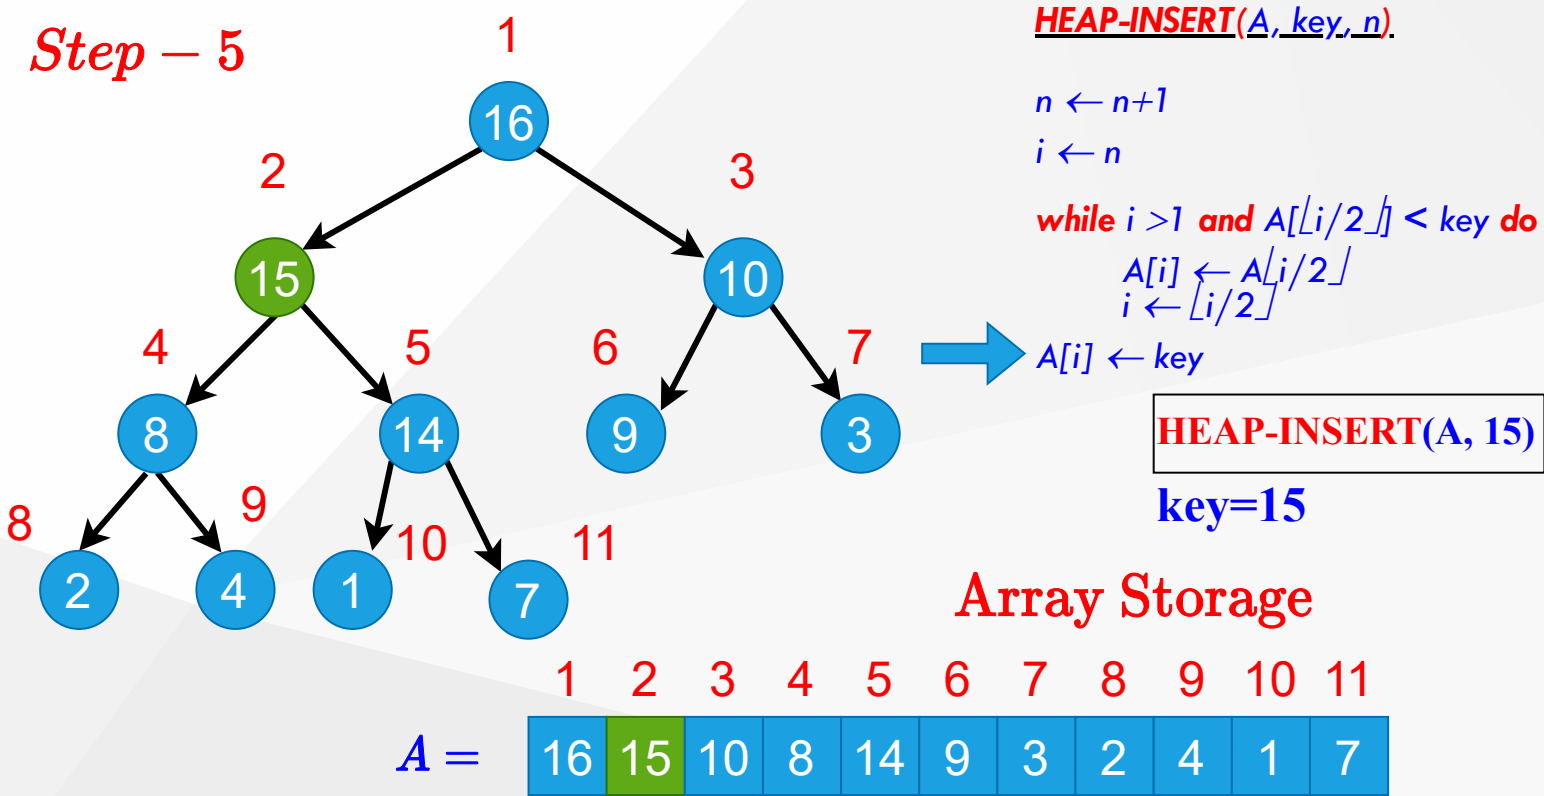 Step – 5
1
16
2
3
15
10
4
5
6
7
8
14
9
3
8
9
10
11
2
4
1
7
HEAP-INSERT(A, key, n)
n ← n+1
i ← n
while i >1 and A[⌊i/2⌋] < key do
A[i] ← A⌊i/2⌋
i ← ⌊i/2⌋
A[i] ← key
HEAP-INSERT(A, 15)
key=15
Array Storage
1 2 3 4 5 6 7 8 9 10 11
A = 16 15 10 8 14 9 3 2 4 1 7